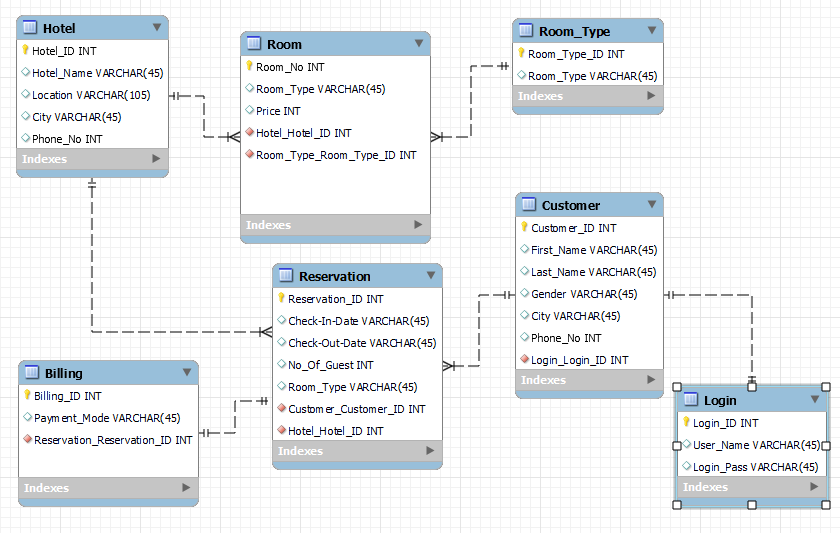 Hotel
Hotel_ID INT
Hotel_Name VARCHAR(45)
Location VARCHAR(105)
City VARCHAR(45)
Phone_No INT
Indexes
Room
Room_No INT
Room_Type VARCHAR(45)
Price INT
Hotel_Hotel_ID INT
Room_Type_Room_Type_ID INT
Indexes
Room_Type
Room_Type_ID INT
Room_Type VARCHAR(45)
Indexes
Customer
Customer_ID INT
First_Name VARCHAR(45)
Last_Name VARCHAR(45)
Gender VARCHAR(45)
City VARCHAR(45)
Phone_No INT
Login_Login_ID INT
Indexes
Reservation
Reservation_ID INT
Check-In-Date VARCHAR(45)
Check-Out-Date VARCHAR(45)
No_Of_Guest INT
Room_Type VARCHAR(45)
Customer_Customer_ID INT
Hotel_Hotel_ID INT
Indexes
Billing
Billing_ID INT
Payment_Mode VARCHAR(45)
Reservation_Reservation_ID INT
Indexes
Login
Login_ID INT
User_Name VARCHAR(45)
Login_Pass VARCHAR(45)
Indexes